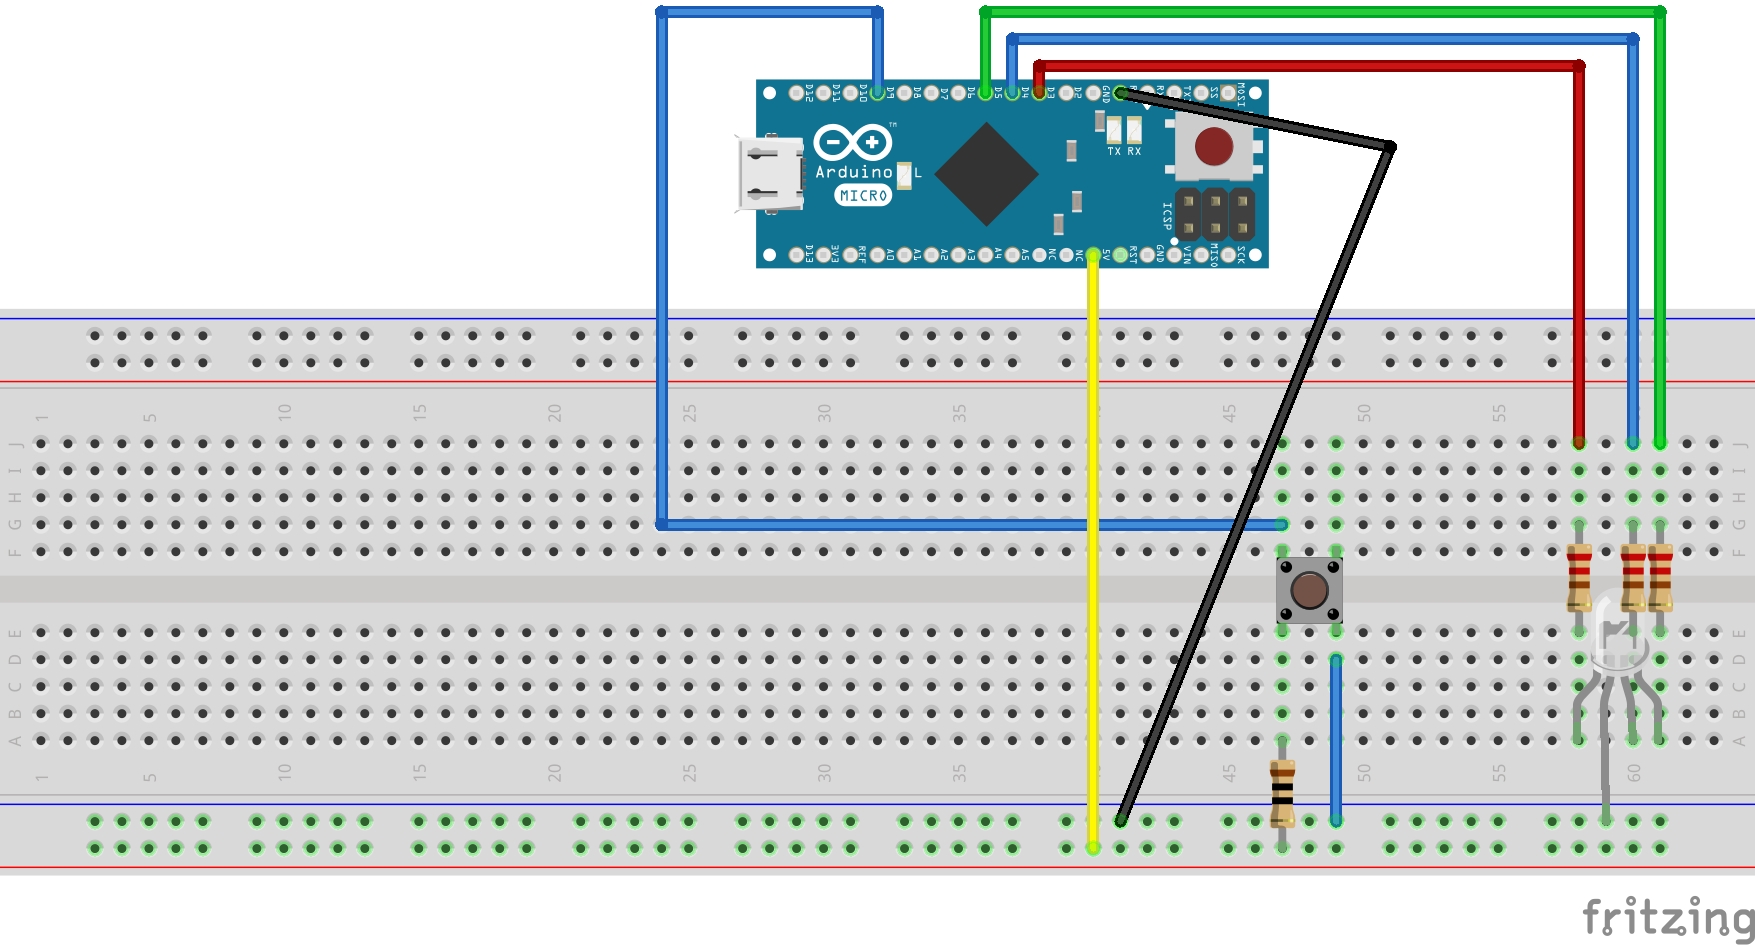 D12 D11 D10 D9 D8 D7 D6 D5 D4 D3 D2 GND TX SS MOSI
TM
TX RX
Arduino L
MICRO
ICSP
D13 3V3 REF A0 A1 A2 A3 A4 A5 NC NC 5V RST GND VIN MISO SCK
1 5 10 15 20 25 30 35 45 50 55
J J
I I
H H
G G
F F
E E
D D
C C
B B
A A
1 5 10 15 20 25 30 35 45 50 55 60
fritzing